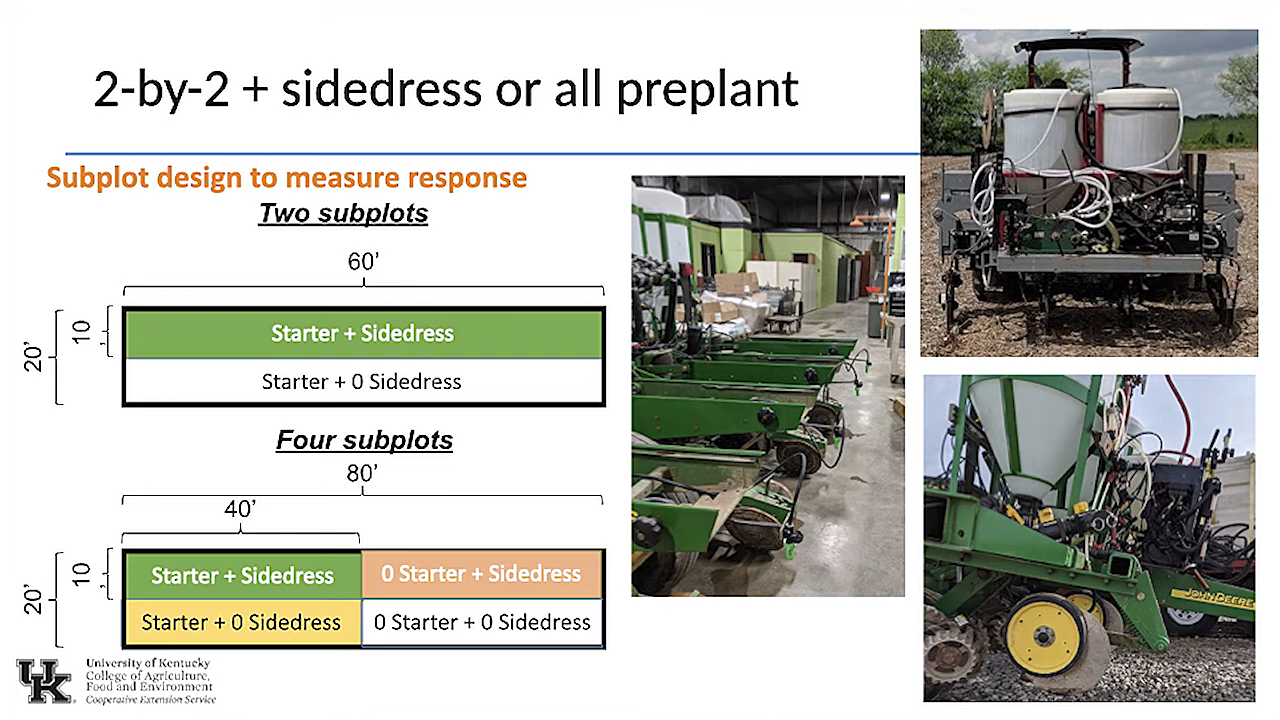 2-by-2 + sidedress or all preplant
Subplot design to measure response
Two subplots
60’
20’
10
’
Starter + Sidedress
Starter + 0 Sidedress
Four subplots
80’
40’
20’
10
’
Starter + Sidedress
0 Starter + Sidedress
Starter + 0 Sidedress
0 Starter + 0 Sidedress
UK
University of Kentucky
College of Agriculture,
Food and Environment
Cooperative Extension Service
JOHN DEERE